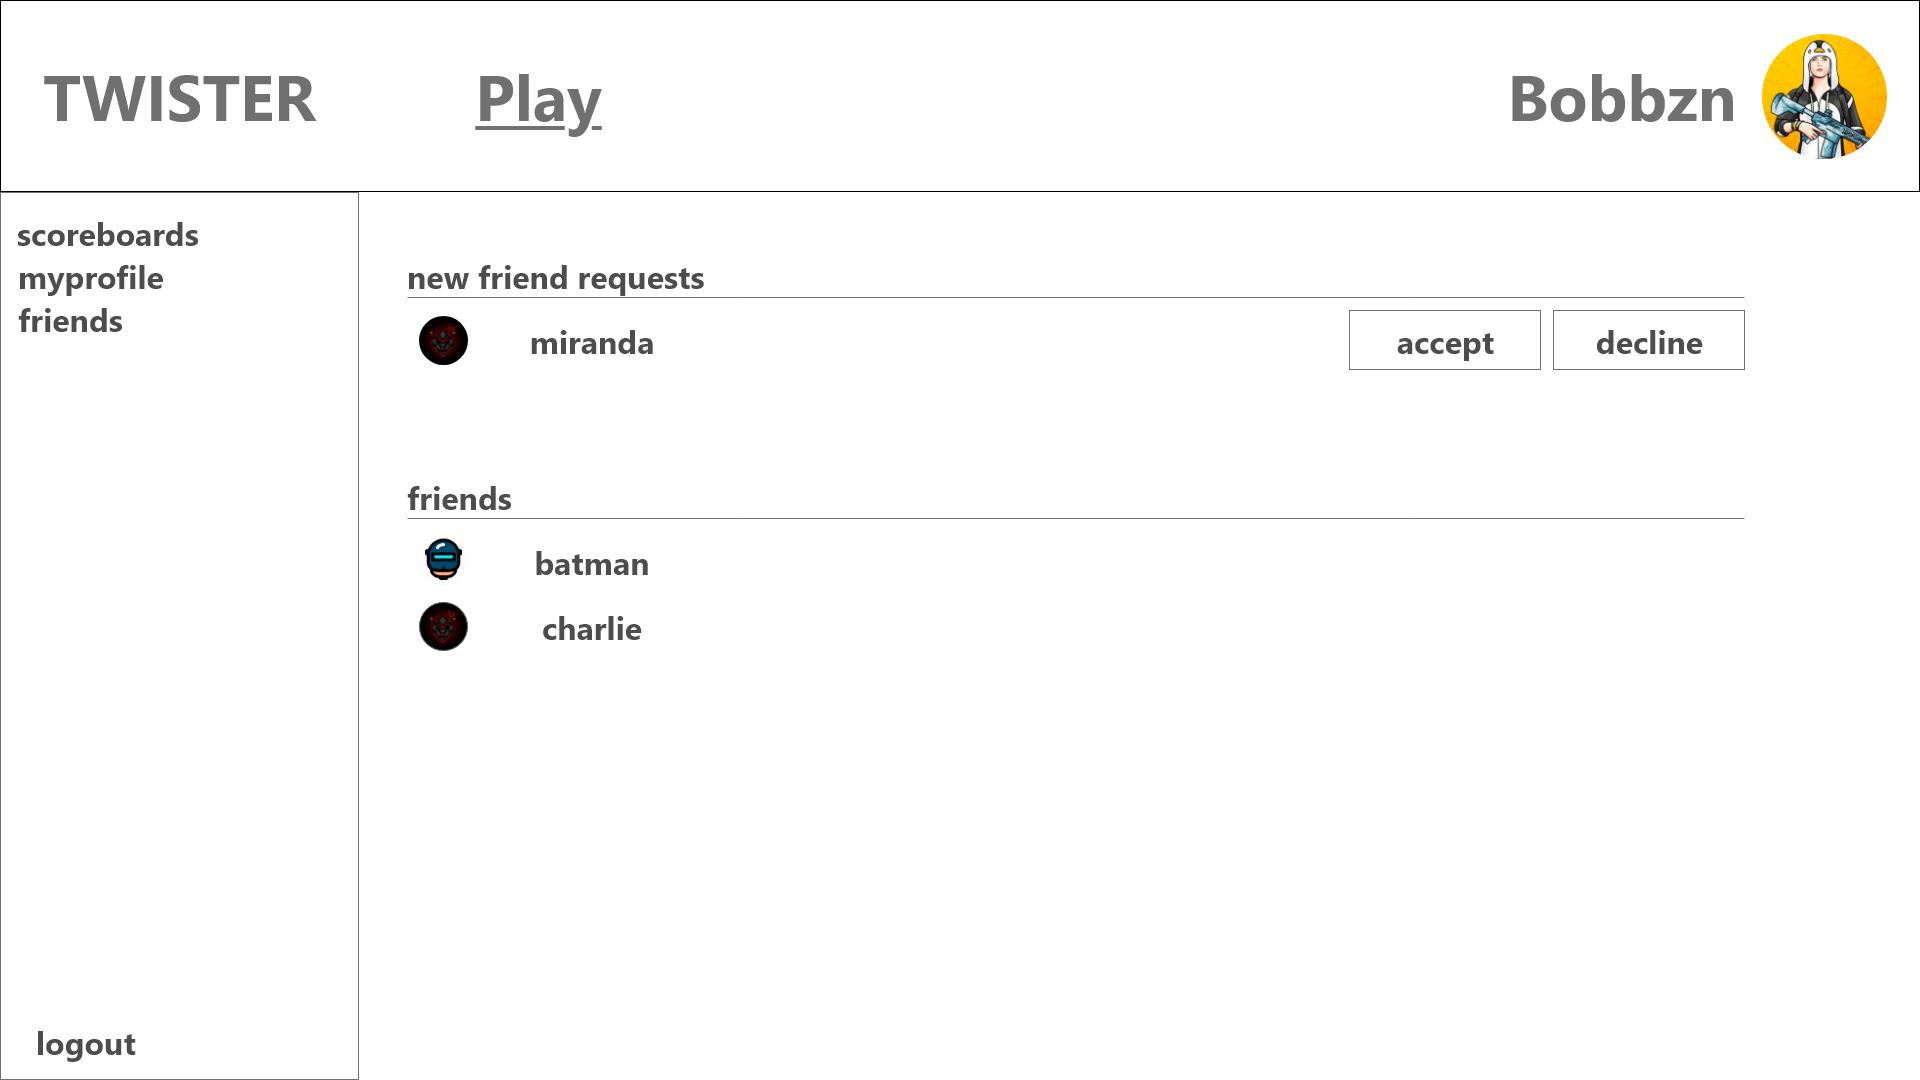 TWISTER Play Bobbzn
scoreboards
myprofile
friends
logout
new friend requests
miranda accept decline
friends
batman
charlie